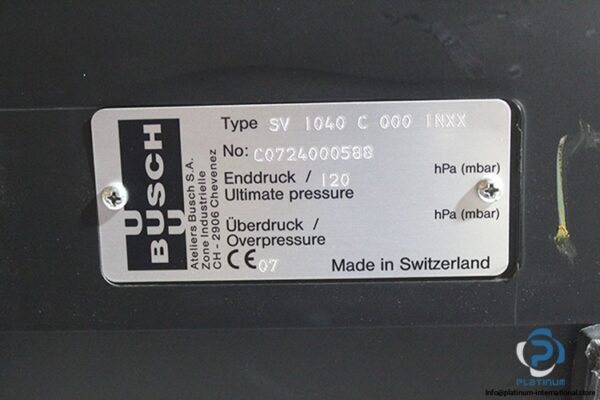 BUSCH
Ateliers Busch S.A.
Zone Industrielle
CH - 2906 Chevenez
Type SV 1040 C 000 INXX
No: C0724000588
Enddruck / 120 hPa (mbar)
Ultimate pressure
Überdruck / hPa (mbar)
Overpressure
CE 07 Made in Switzerland
PLATINUM
info@platinum-international.store